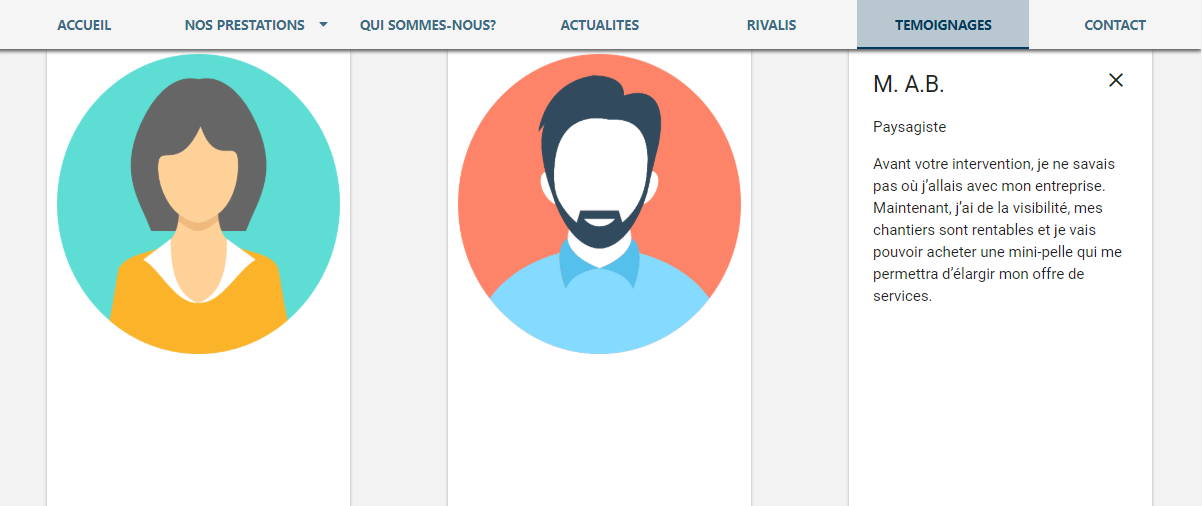 ACCUEIL
NOS PRESTATIONS
QUI SOMMES-NOUS?
ACTUALITES
RIVALIS
TEMOIGNAGES
CONTACT
M. A.B.
Paysagiste
Avant votre intervention, je ne savais
pas où j’allais avec mon entreprise.
Maintenant, j’ai de la visibilité, mes
chantiers sont rentables et je vais
pouvoir acheter une mini-pelle qui me
permettra d’élargir mon offre de
services.